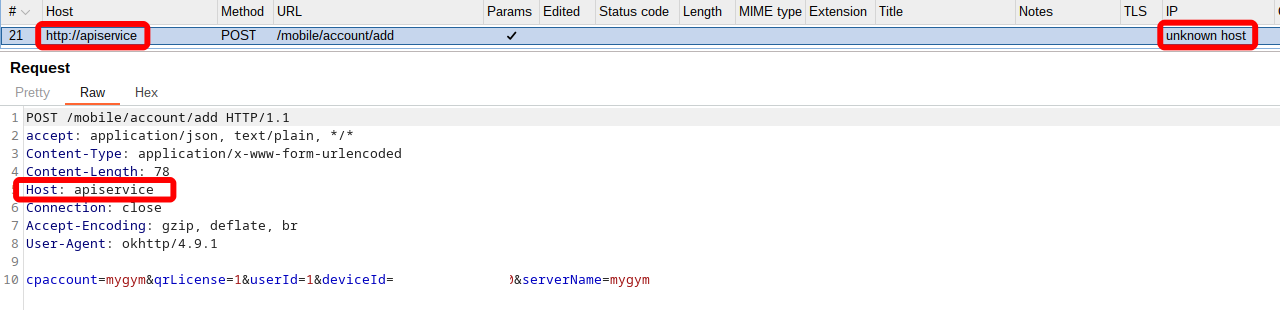 # Host Method URL Params Edited Status code Length MIME type Extension Title Notes TLS IP
21 http://apiservice POST /mobile/account/add ✓ unknown host
Request
Pretty Raw Hex
1 POST /mobile/account/add HTTP/1.1
2 accept: application/json, text/plain, */*
3 Content-Type: application/x-www-form-urlencoded
4 Content-Length: 78
Host: apiservice
6 Connection: close
7 Accept-Encoding: gzip, deflate, br
8 User-Agent: okhttp/4.9.1
9
10 cpaccount=mygym&qrLicense=1&userId=1&deviceId= &serverName=mygym